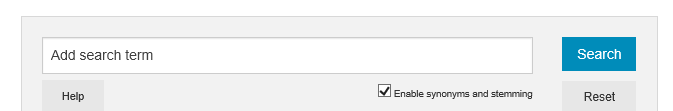 Add search term
Search
Help
Enable synonyms and stemming
Reset